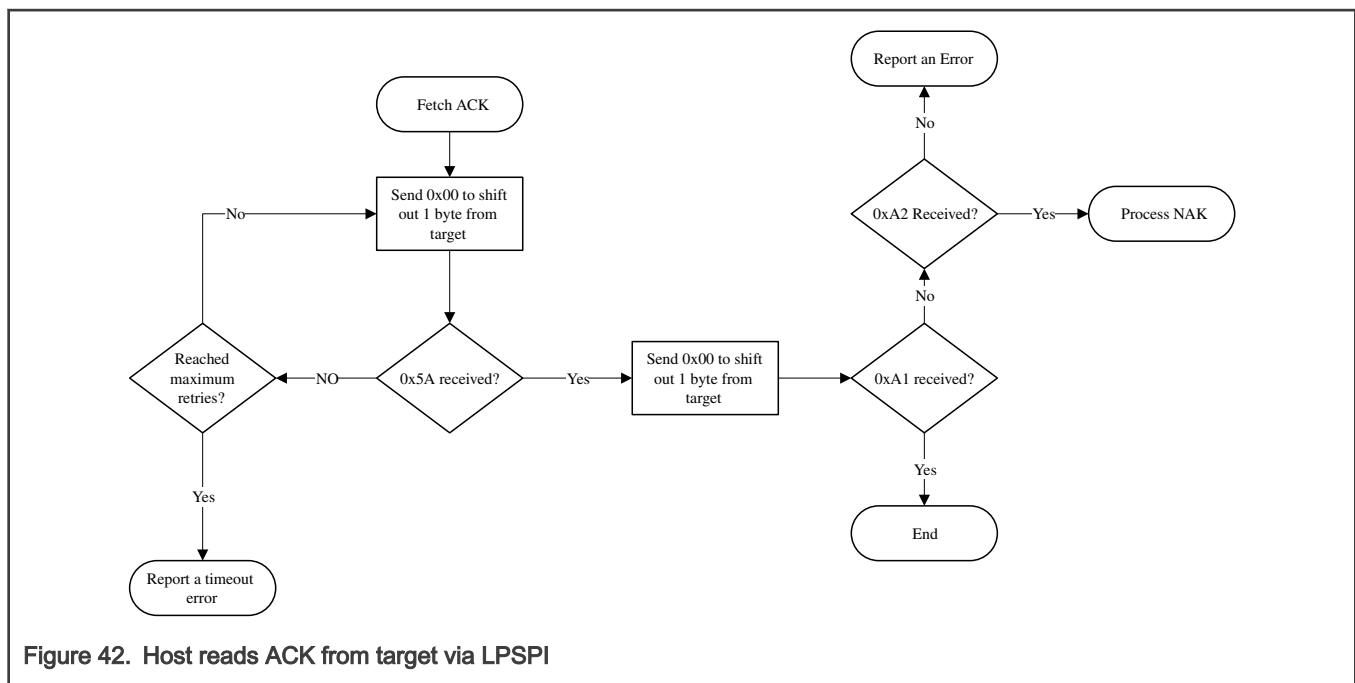 Report an Error
Fetch ACK
No
Send 0x00 to shift
out 1 byte from
target
No
0xA2 Received?
Yes
Process NAK
No
Reached
maximum
retries?
NO
0x5A received?
Yes
Send 0x00 to shift
out 1 byte from
target
0xA1 received?
Yes
Yes
End
Report a timeout
error
Figure 42. Host reads ACK from target via LPSPI